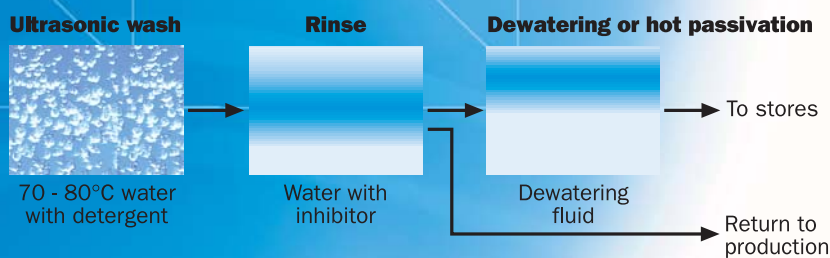 Ultrasonic wash
Rinse
Dewatering or hot passivation
To stores
70 - 80°C water
with detergent
Water with
inhibitor
Dewatering
fluid
Return to
production